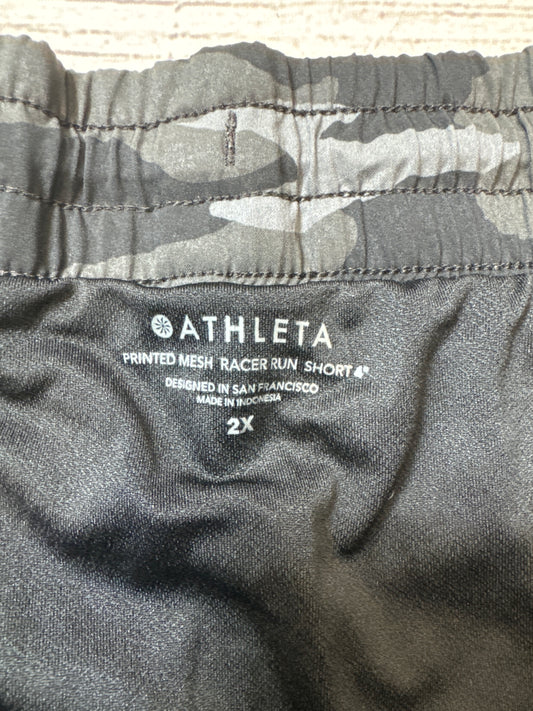 ATHLETA
PRINTED MESH RACER RUN SHORT 4"
DESIGNED IN SAN FRANCISCO
MADE IN INDONESIA
2X